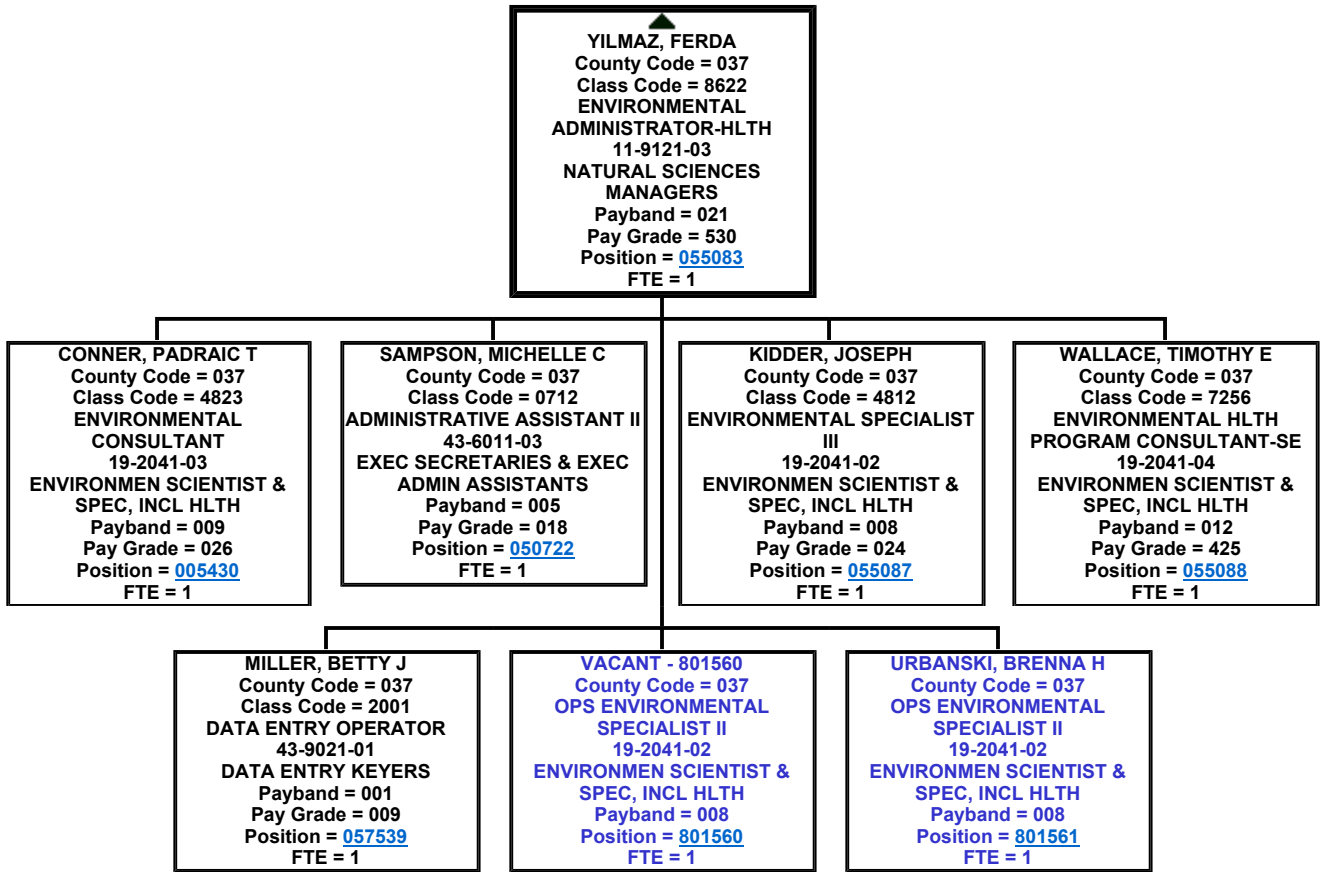 YILMAZ, FERDA
County Code = 037
Class Code = 8622
ENVIRONMENTAL
ADMINISTRATOR-HLTH
11-9121-03
NATURAL SCIENCES
MANAGERS
Payband = 021
Pay Grade = 530
Position = 055083
FTE = 1
CONNER, PADRAIC T
County Code = 037
Class Code = 4823
ENVIRONMENTAL
CONSULTANT
19-2041-03
ENVIRONMEN SCIENTIST &
SPEC, INCL HLTH
Payband = 009
Pay Grade = 026
Position = 005430
FTE = 1
SAMPSON, MICHELLE C
County Code = 037
Class Code = 0712
ADMINISTRATIVE ASSISTANT II
43-6011-03
EXEC SECRETARIES & EXEC
ADMIN ASSISTANTS
Payband = 005
Pay Grade = 018
Position = 050722
FTE = 1
KIDDER, JOSEPH
County Code = 037
Class Code = 4812
ENVIRONMENTAL SPECIALIST
III
19-2041-02
ENVIRONMEN SCIENTIST &
SPEC, INCL HLTH
Payband = 008
Pay Grade = 024
Position = 055087
FTE = 1
WALLACE, TIMOTHY E
County Code = 037
Class Code = 7256
ENVIRONMENTAL HLTH
PROGRAM CONSULTANT-SE
19-2041-04
ENVIRONMEN SCIENTIST &
SPEC, INCL HLTH
Payband = 012
Pay Grade = 425
Position = 055088
FTE = 1
MILLER, BETTY J
County Code = 037
Class Code = 2001
DATA ENTRY OPERATOR
43-9021-01
DATA ENTRY KEYERS
Payband = 001
Pay Grade = 009
Position = 057539
FTE = 1
VACANT - 801560
County Code = 037
OPS ENVIRONMENTAL
SPECIALIST II
19-2041-02
ENVIRONMEN SCIENTIST &
SPEC, INCL HLTH
Payband = 008
Position = 801560
FTE = 1
URBANSKI, BRENNA H
County Code = 037
OPS ENVIRONMENTAL
SPECIALIST II
19-2041-02
ENVIRONMEN SCIENTIST &
SPEC, INCL HLTH
Payband = 008
Position = 801561
FTE = 1